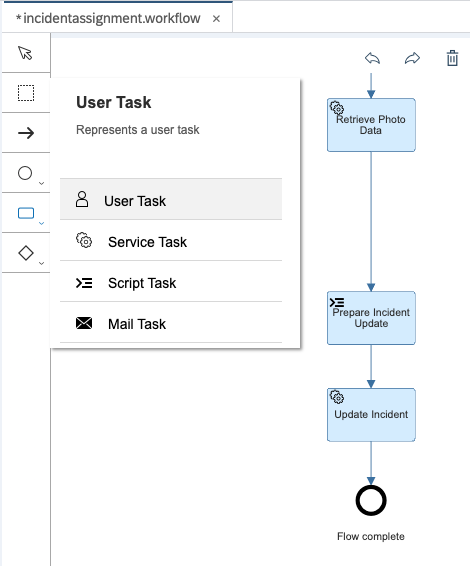 *incidentassignment.workflow ×
User Task
Represents a user task
User Task
Service Task
Script Task
Mail Task
Retrieve Photo
Data
Prepare Incident
Update
Update Incident
Flow complete